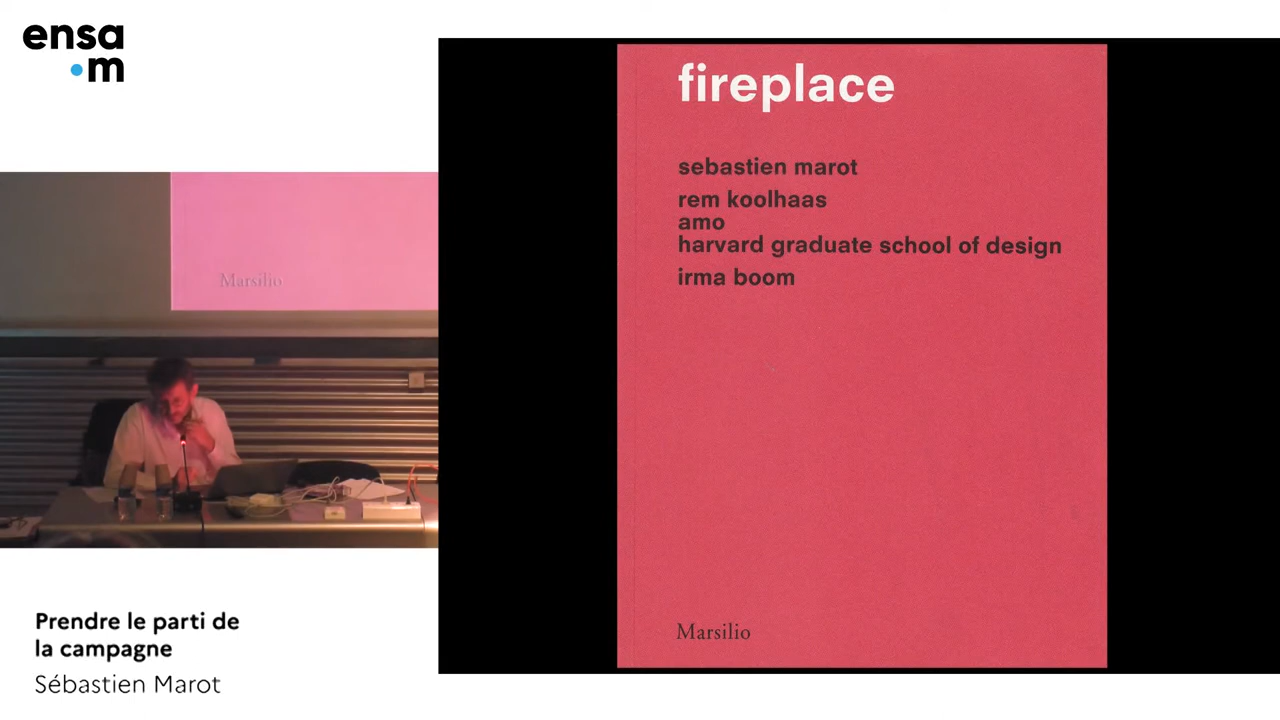 ensa
•m
Marsilio
fireplace
sebastien marot
rem koolhaas
amo
harvard graduate school of design
irma boom
Marsilio
Prendre le parti de
la campagne
Sébastien Marot